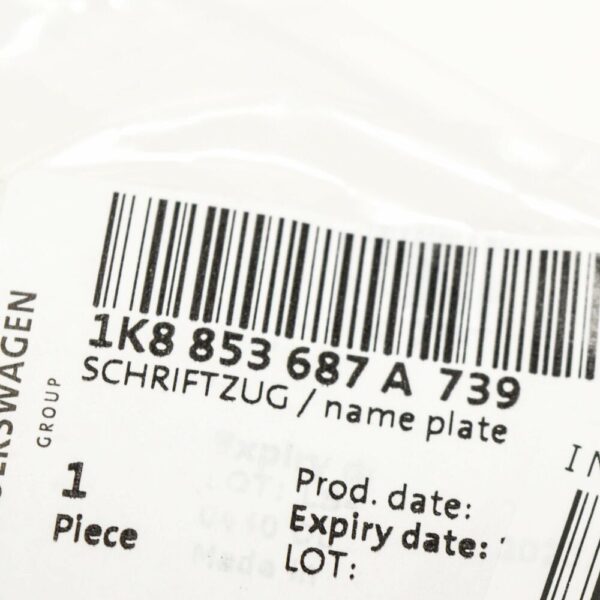 1K8 853 687 A 739
SCHRIFTZUG / name plate
GROUP
1
Piece
Prod. date:
Expiry date:
LOT: